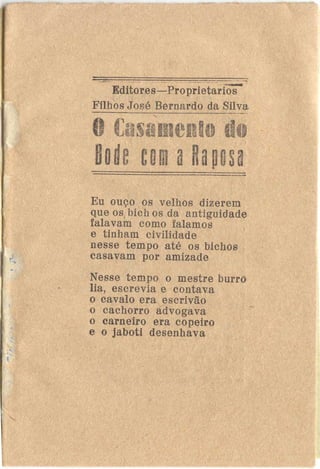 Editores—Proprietarios
Filhos José Bernardo da Silva
O Casamento do
Bode com a Raposa
Eu ouço os velhos dizerem
que os bichos da antiguidade
falavam como falamos
e tinham civilidade
nesse tempo até os bichos
casavam por amizade
Nesse tempo o mestre burro
lia, escrevia e contava
o cavalo era escrivão
o cachorro advogava
o carneiro era copeiro
e o jaboti desenhava